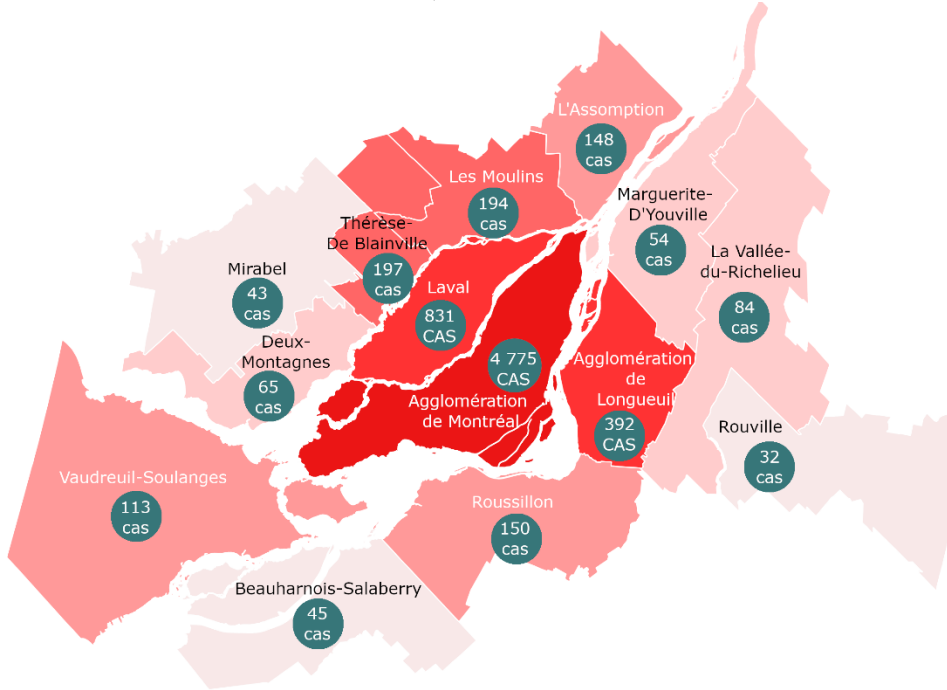 L'Assomption
148
cas
Les Moulins
194
cas
Marguerite-
D'Youville
54
cas
Thérèse-
De Blainville
197
cas
La Vallée-
du-Richelieu
84
cas
Mirabel
43
cas
Laval
831
CAS
Deux-
Montagnes
65
cas
4 775
CAS
Agglomération
de Montréal
Agglomération
de
Longueuil
392
CAS
Rouville
32
cas
Vaudreuil-Soulanges
113
cas
Roussillon
150
cas
Beauharnois-Salaberry
45
cas